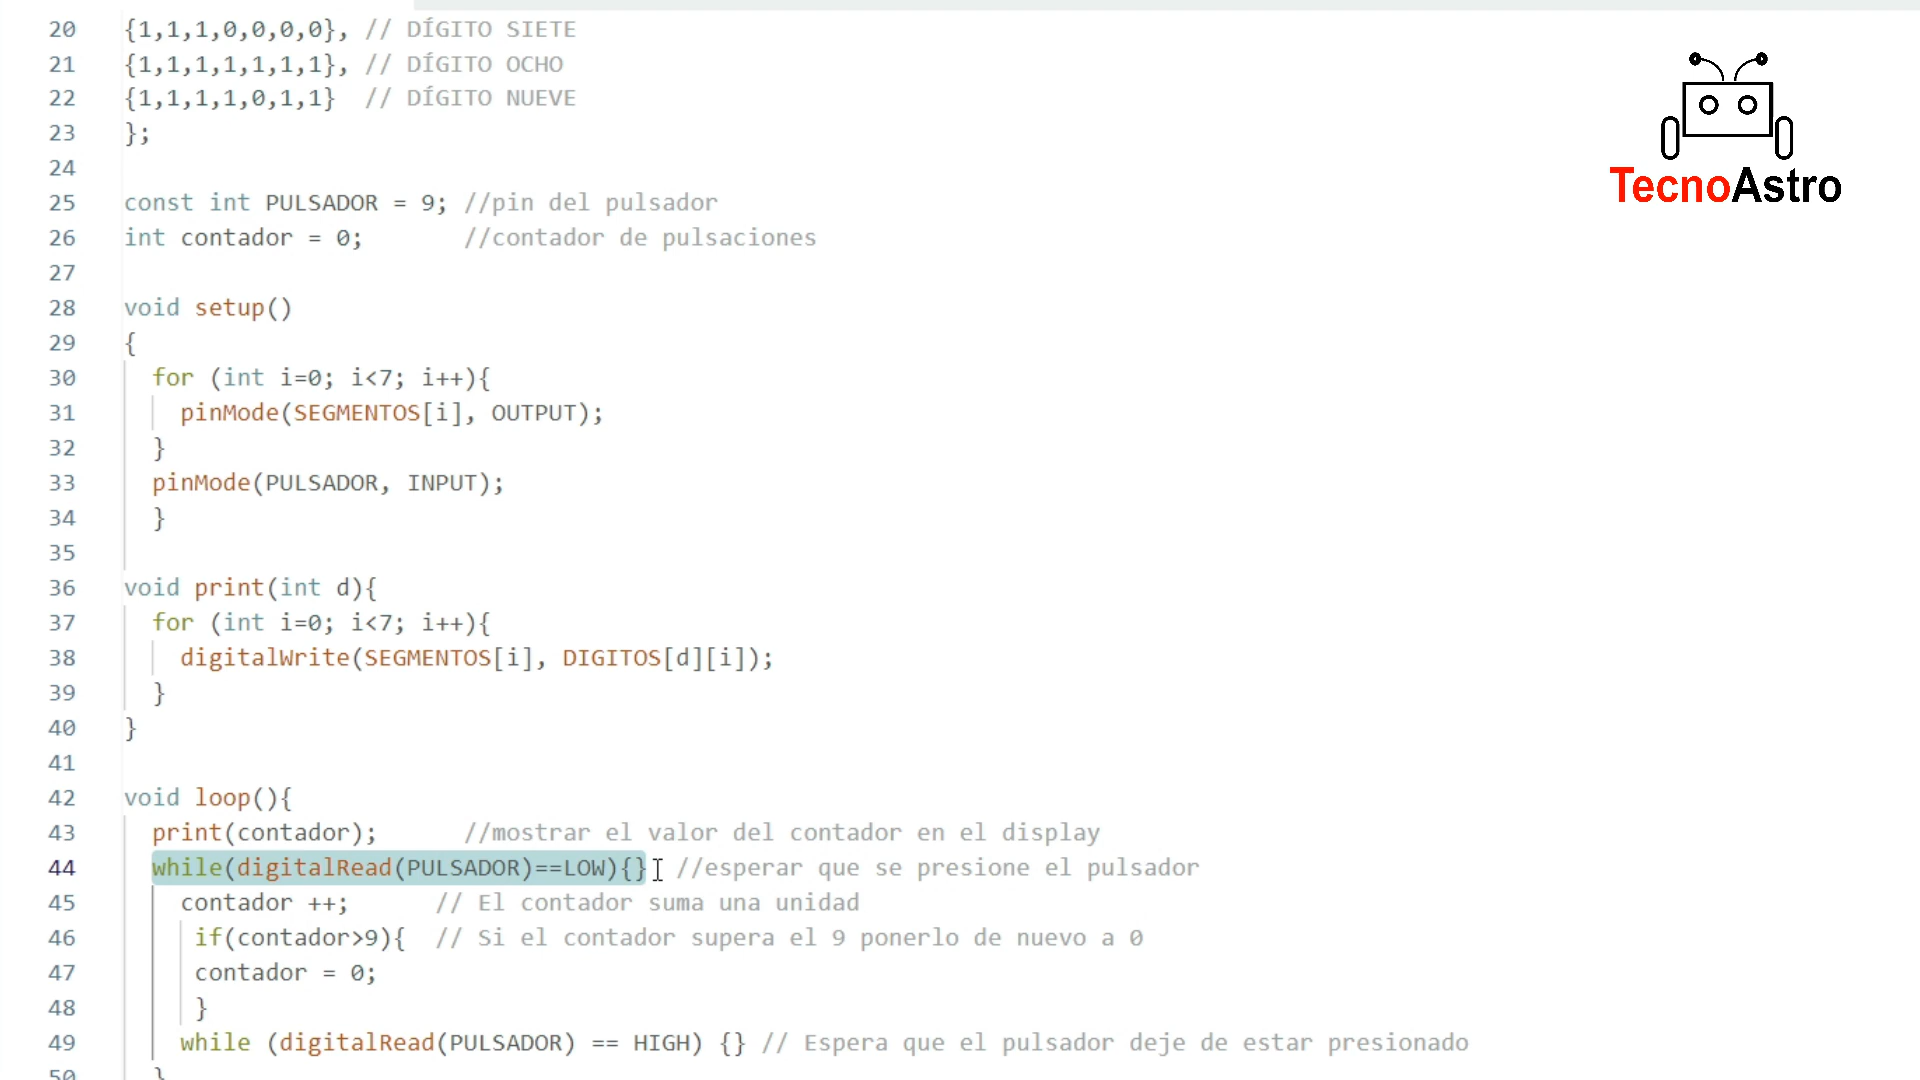 20 {1,1,1,0,0,0,0}, // DÍGITO SIETE
21 {1,1,1,1,1,1,1}, // DÍGITO OCHO
22 {1,1,1,1,0,1,1} // DÍGITO NUEVE
23 };
24
25 const int PULSADOR = 9; //pin del pulsador
26 int contador = 0; //contador de pulsaciones
27
28 void setup()
29 {
30 for (int i=0; i<7; i++){
31 pinMode(SEGMENTOS[i], OUTPUT);
32 }
33 pinMode(PULSADOR, INPUT);
34 }
35
36 void print(int d){
37 for (int i=0; i<7; i++){
38 digitalWrite(SEGMENTOS[i], DIGITOS[d][i]);
39 }
40 }
41
42 void loop(){
43 print(contador); //mostrar el valor del contador en el display
44 while(digitalRead(PULSADOR)==LOW){} //esperar que se presione el pulsador
45 contador ++; // El contador suma una unidad
46 if(contador>9){ // Si el contador supera el 9 ponerlo de nuevo a 0
47 contador = 0;
48 }
49 while (digitalRead(PULSADOR) == HIGH) {} // Espera que el pulsador deje de estar presionado
50 }
TecnoAstro